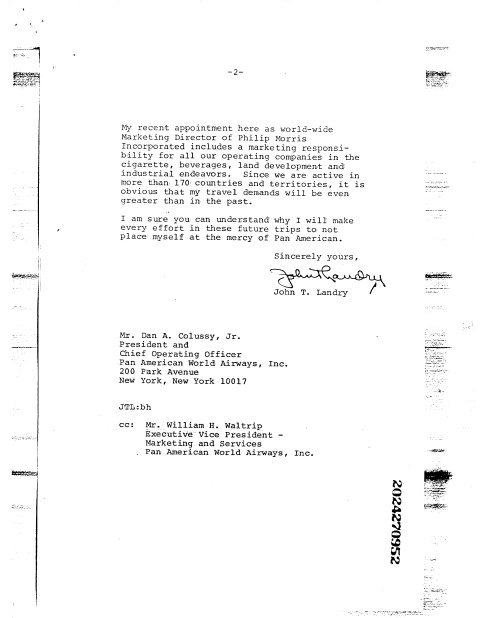 -2-
My recent appointment here as world-wide
Marketing Director of Philip Morris
Incorporated includes a marketing responsi-
bility for all our operating companies in the
cigarette, beverages, land development and
industrial endeavors. Since we are active in
more than 170 countries and territories, it is
obvious that my travel demands will be even
greater than in the past.
I am sure you can understand why I will make
every effort in these future trips to not
place myself at the mercy of Pan American.
Sincerely yours,
John T Landry
John T. Landry
Mr. Dan A. Colussy, Jr.
President and
Chief Operating Officer
Pan American World Airways, Inc.
200 Park Avenue
New York, New York 10017
JTL:bh
cc: Mr. William H. Waltrip
Executive Vice President -
Marketing and Services
Pan American World Airways, Inc.
2024270952